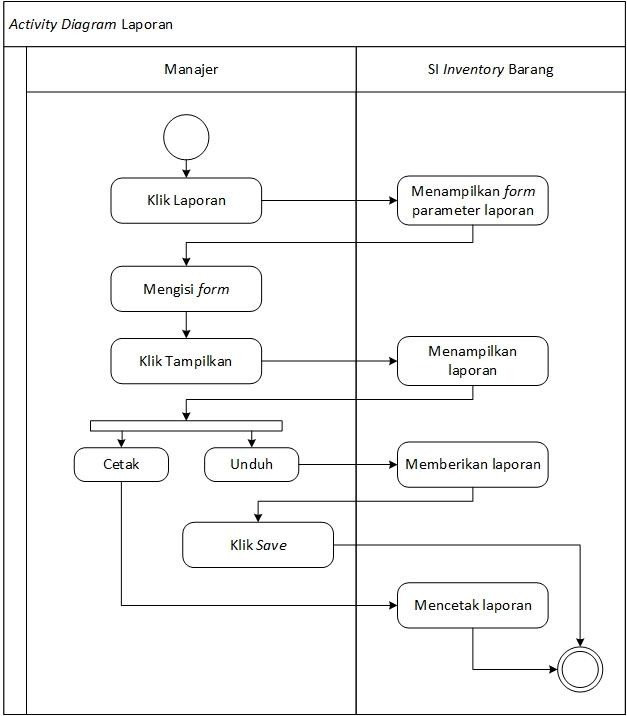 Activity Diagram Laporan
Manajer
SI Inventory Barang
Klik Laporan
Menampilkan form
parameter laporan
Mengisi form
Klik Tampilkan
Menampilkan
laporan
Cetak
Unduh
Memberikan laporan
Klik Save
Mencetak laporan